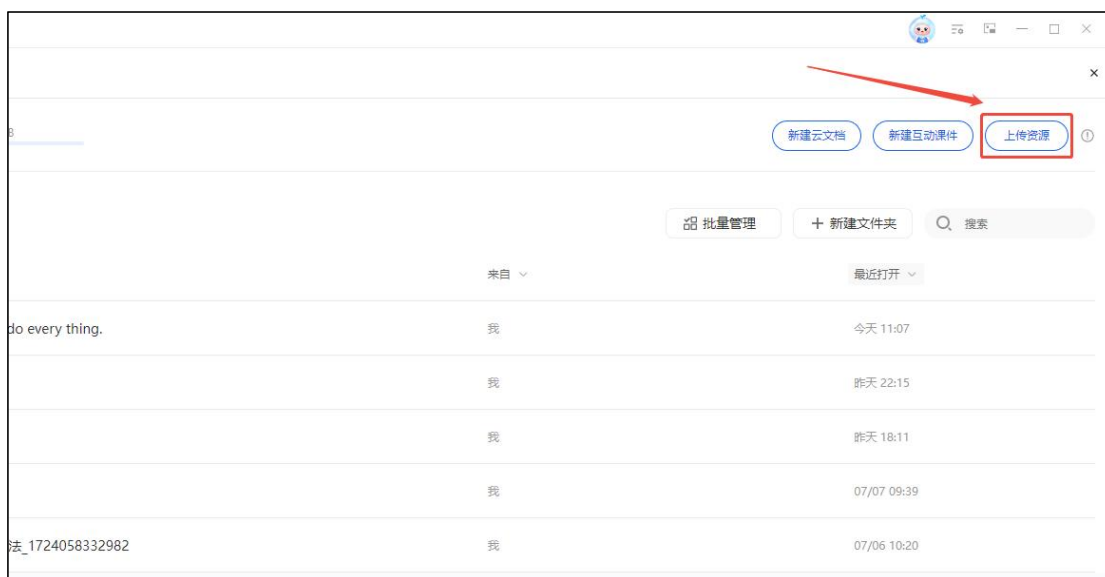 8
新建云文档 新建互动课件 上传资源
批量管理 + 新建文件夹 搜索
来自 最近打开
do every thing. 我 今天 11:07
我 昨天 22:15
我 昨天 18:11
我 07/07 09:39
法_1724058332982 我 07/06 10:20